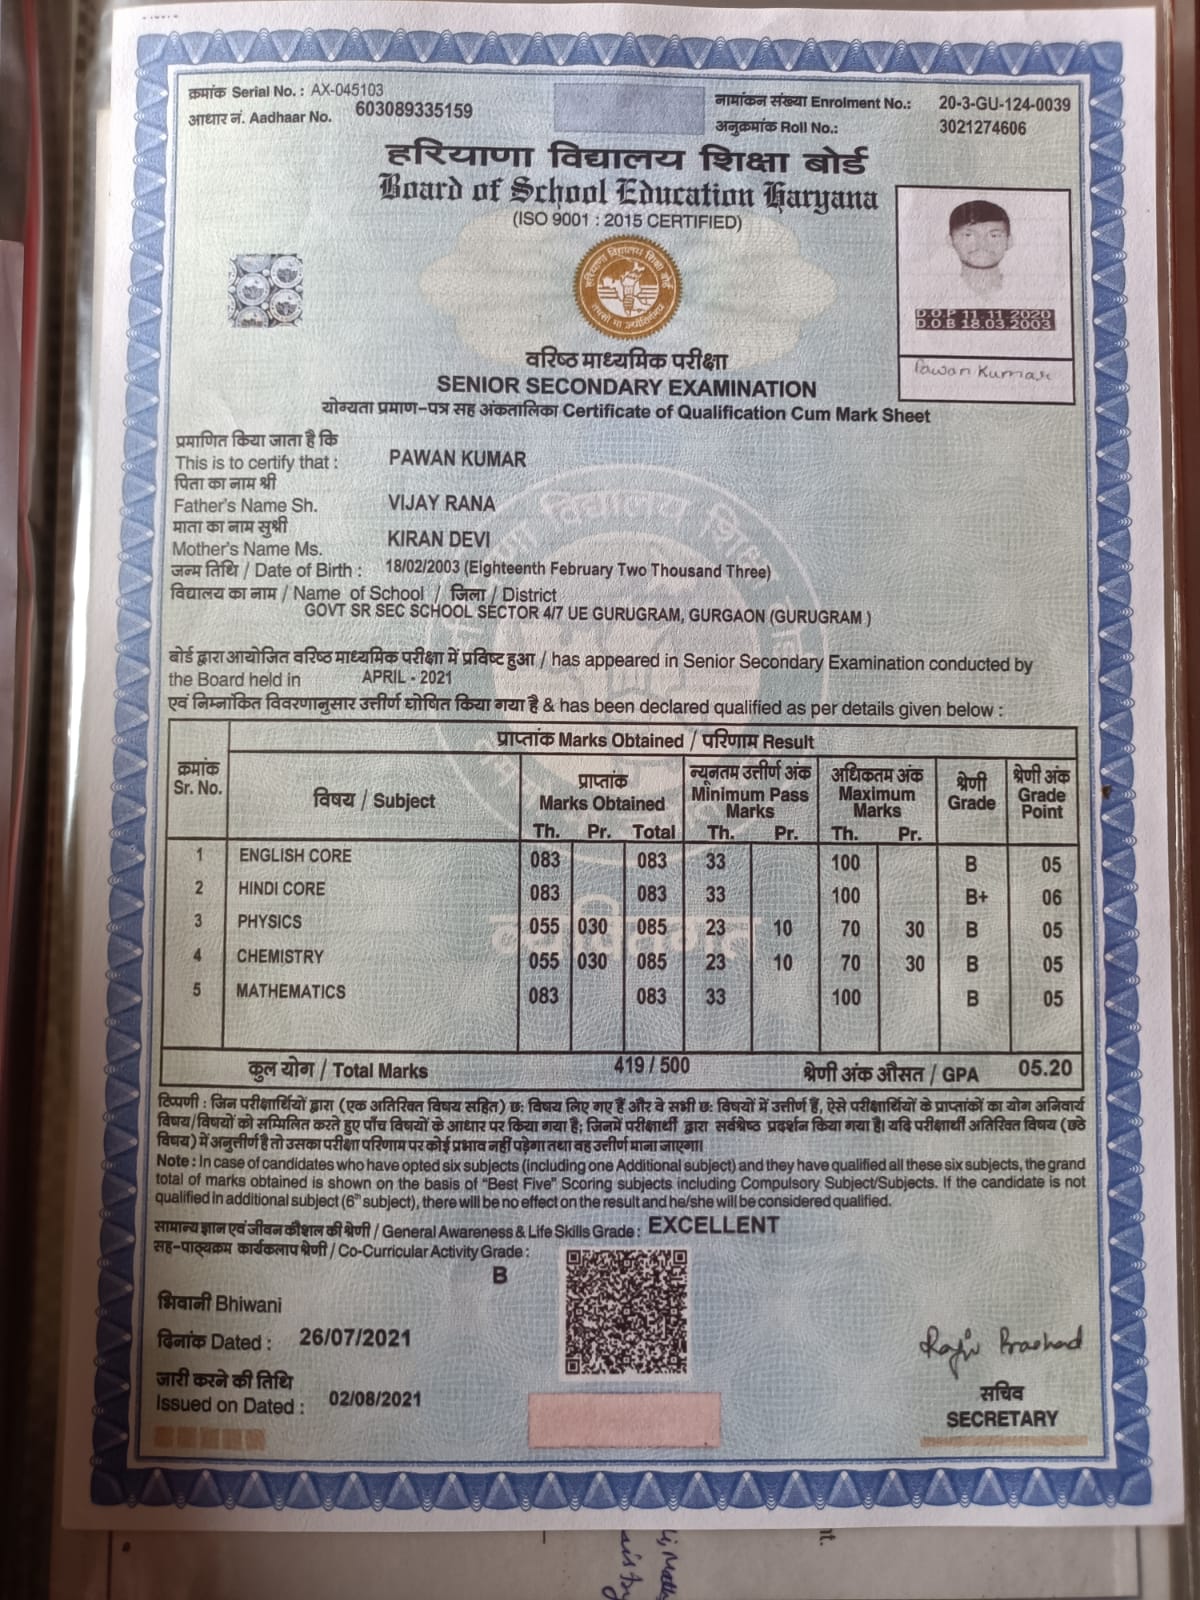 क्रमांक Serial No. : AX-045103
आधार नं. Aadhaar No. 603089335159
नामांकन संख्या Enrolment No.: 20-3-GU-124-0039
अनुक्रमांक Roll No.: 3021274606
हरियाणा विद्यालय शिक्षा बोर्ड
Board of School Education Haryana
(ISO 9001 : 2015 CERTIFIED)
D.O.P 11.11.2020
D.O.B 18.03.2003
Pawan Kumar
वरिष्ठ माध्यमिक परीक्षा
SENIOR SECONDARY EXAMINATION
योग्यता प्रमाण-पत्र सह अंकतालिका Certificate of Qualification Cum Mark Sheet
प्रमाणित किया जाता है कि
This is to certify that : PAWAN KUMAR
पिता का नाम श्री
Father's Name Sh. VIJAY RANA
माता का नाम सुश्री
Mother's Name Ms. KIRAN DEVI
जन्म तिथि / Date of Birth : 18/02/2003 (Eighteenth February Two Thousand Three)
विद्यालय का नाम / Name of School / जिला / District
GOVT SR SEC SCHOOL SECTOR 4/7 UE GURUGRAM, GURGAON (GURUGRAM )
बोर्ड द्वारा आयोजित वरिष्ठ माध्यमिक परीक्षा में प्रविष्ट हुआ / has appeared in Senior Secondary Examination conducted by
the Board held in APRIL - 2021
एवं निम्नांकित विवरणानुसार उत्तीर्ण घोषित किया गया है & has been declared qualified as per details given below :
प्राप्तांक Marks Obtained / परिणाम Result
क्रमांक Sr. No. विषय / Subject प्राप्तांक Marks Obtained न्यूनतम उत्तीर्ण अंक Minimum Pass Marks अधिकतम अंक Maximum Marks श्रेणी Grade श्रेणी अंक Grade Point
Th. Pr. Total Th. Pr. Th. Pr.
1 ENGLISH CORE 083 083 33 100 B 05
2 HINDI CORE 083 083 33 100 B+ 06
3 PHYSICS 055 030 085 23 10 70 30 B 05
4 CHEMISTRY 055 030 085 23 10 70 30 B 05
5 MATHEMATICS 083 083 33 100 B 05
कुल योग / Total Marks 419 / 500 श्रेणी अंक औसत / GPA 05.20
टिप्पणी : जिन परीक्षार्थियों द्वारा (एक अतिरिक्त विषय सहित) छः विषय लिए गए हैं और वे सभी छः विषयों में उत्तीर्ण हैं, ऐसे परीक्षार्थियों के प्राप्तांकों का योग अनिवार्य
विषय/विषयों को सम्मिलित करते हुए पाँच विषयों के आधार पर किया गया है; जिनमें परीक्षार्थी द्वारा सर्वश्रेष्ठ प्रदर्शन किया गया है। यदि परीक्षार्थी अतिरिक्त विषय (छठे
विषय) में अनुत्तीर्ण है तो उसका परीक्षा परिणाम पर कोई प्रभाव नहीं पड़ेगा तथा वह उत्तीर्ण माना जाएगा।
Note : In case of candidates who have opted six subjects (including one Additional subject) and they have qualified all these six subjects, the grand
total of marks obtained is shown on the basis of "Best Five" Scoring subjects including Compulsory Subject/Subjects. If the candidate is not
qualified in additional subject (6th subject), there will be no effect on the result and he/she will be considered qualified.
सामान्य ज्ञान एवं जीवन कौशल की श्रेणी / General Awareness & Life Skills Grade : EXCELLENT
सह-पाठ्यक्रम कार्यकलाप श्रेणी / Co-Curricular Activity Grade :
B
भिवानी Bhiwani
दिनांक Dated : 26/07/2021
जारी करने की तिथि
Issued on Dated : 02/08/2021
Rajiv Prashad
सचिव
SECRETARY